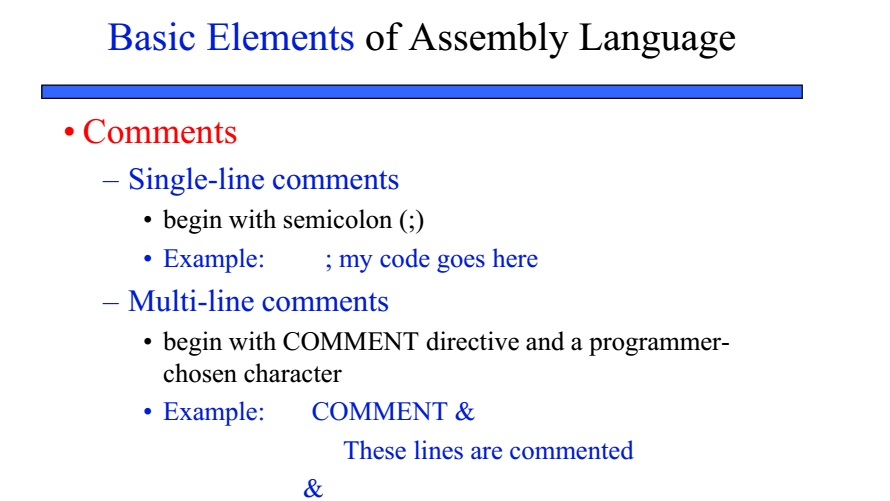 Basic Elements of Assembly Language
• Comments
– Single-line comments
• begin with semicolon (;)
• Example: ; my code goes here
– Multi-line comments
• begin with COMMENT directive and a programmer-
chosen character
• Example: COMMENT &
These lines are commented
&